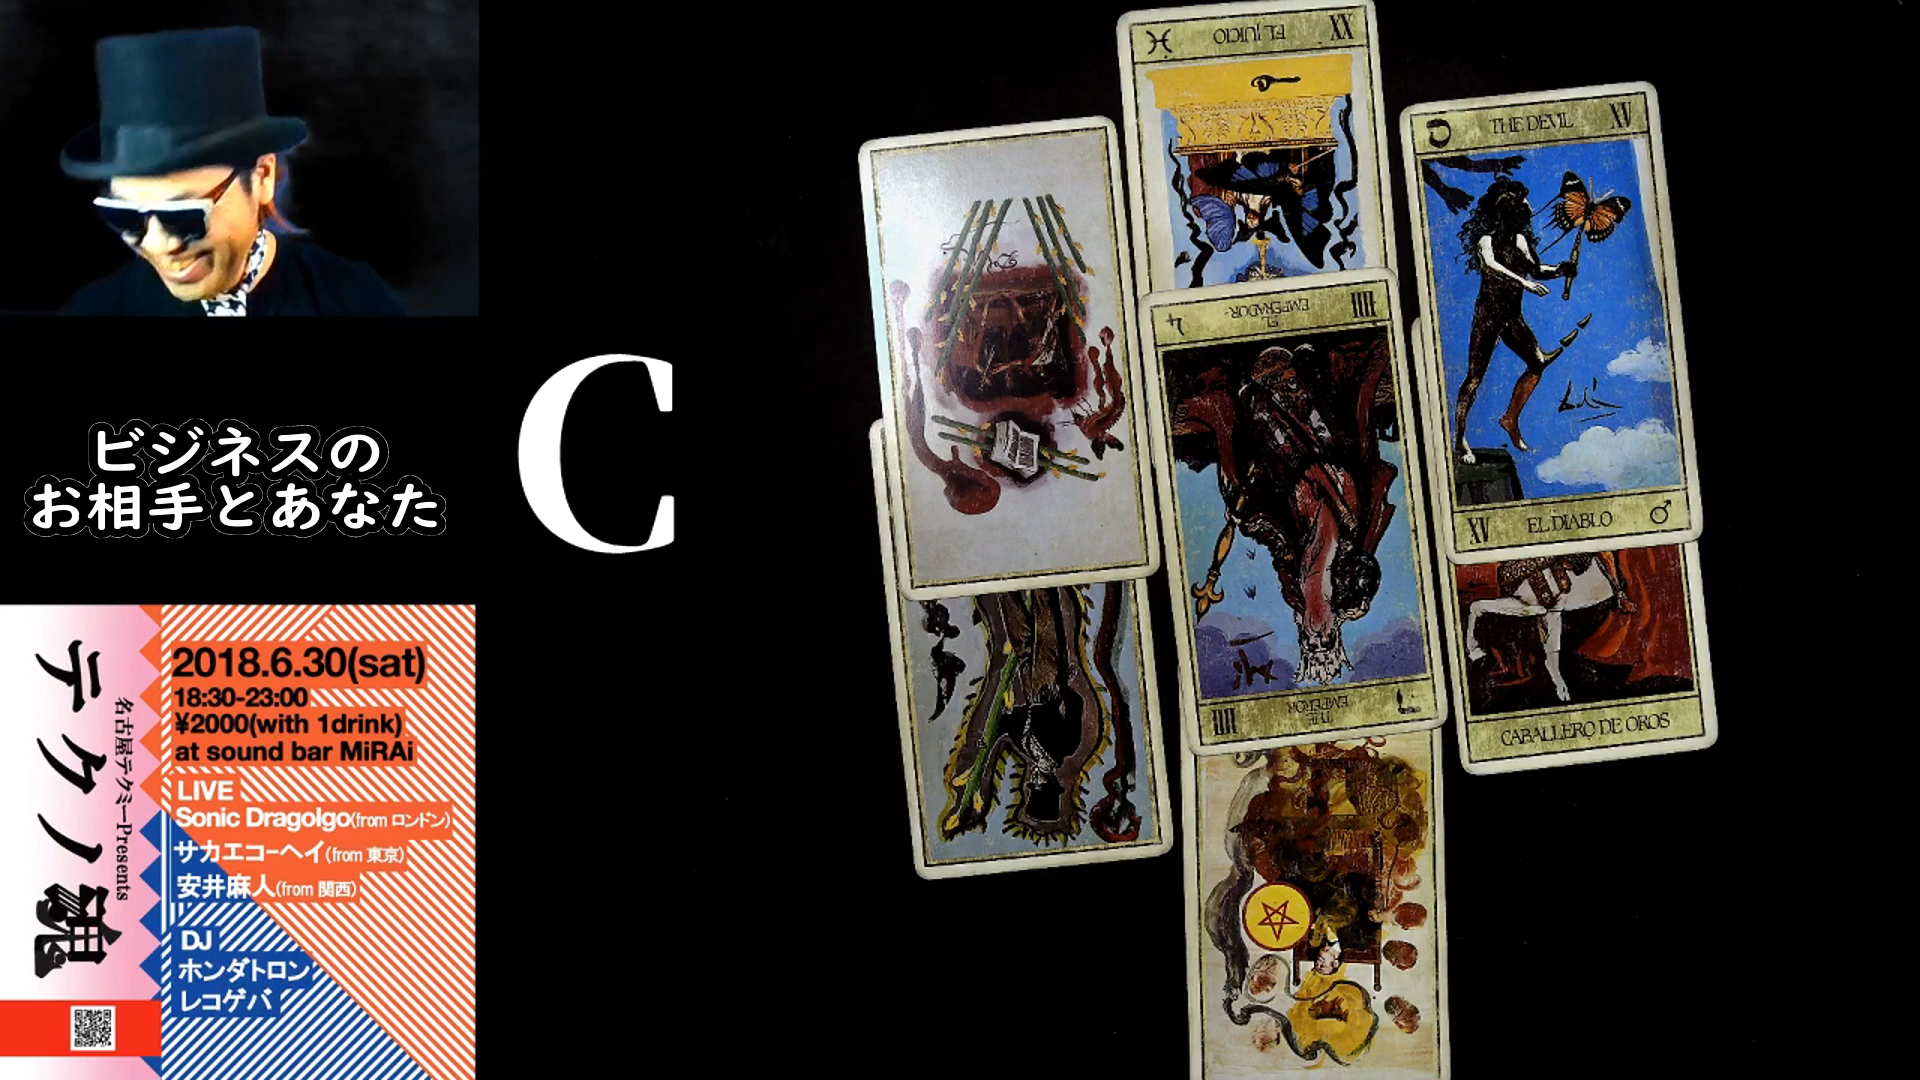 ビジネスの
お相手とあなた
C
テクノ魂
名古屋テクミーPresents
2018.6.30(sat)
18:30-23:00
¥2000(with 1drink)
at sound bar MiRAi
LIVE
Sonic Dragolgo(from ロンドン)
サカエコーヘイ(from 東京)
安井麻人(from 関西)
DJ
ホンダトロン
レコゲバ
XX
EL JUICIO
THE DEVIL XV
XV EL DIABLO
IIII
EL
EMPERADOR
THE
EMPEROR
IIII
CABALLERO DE OROS